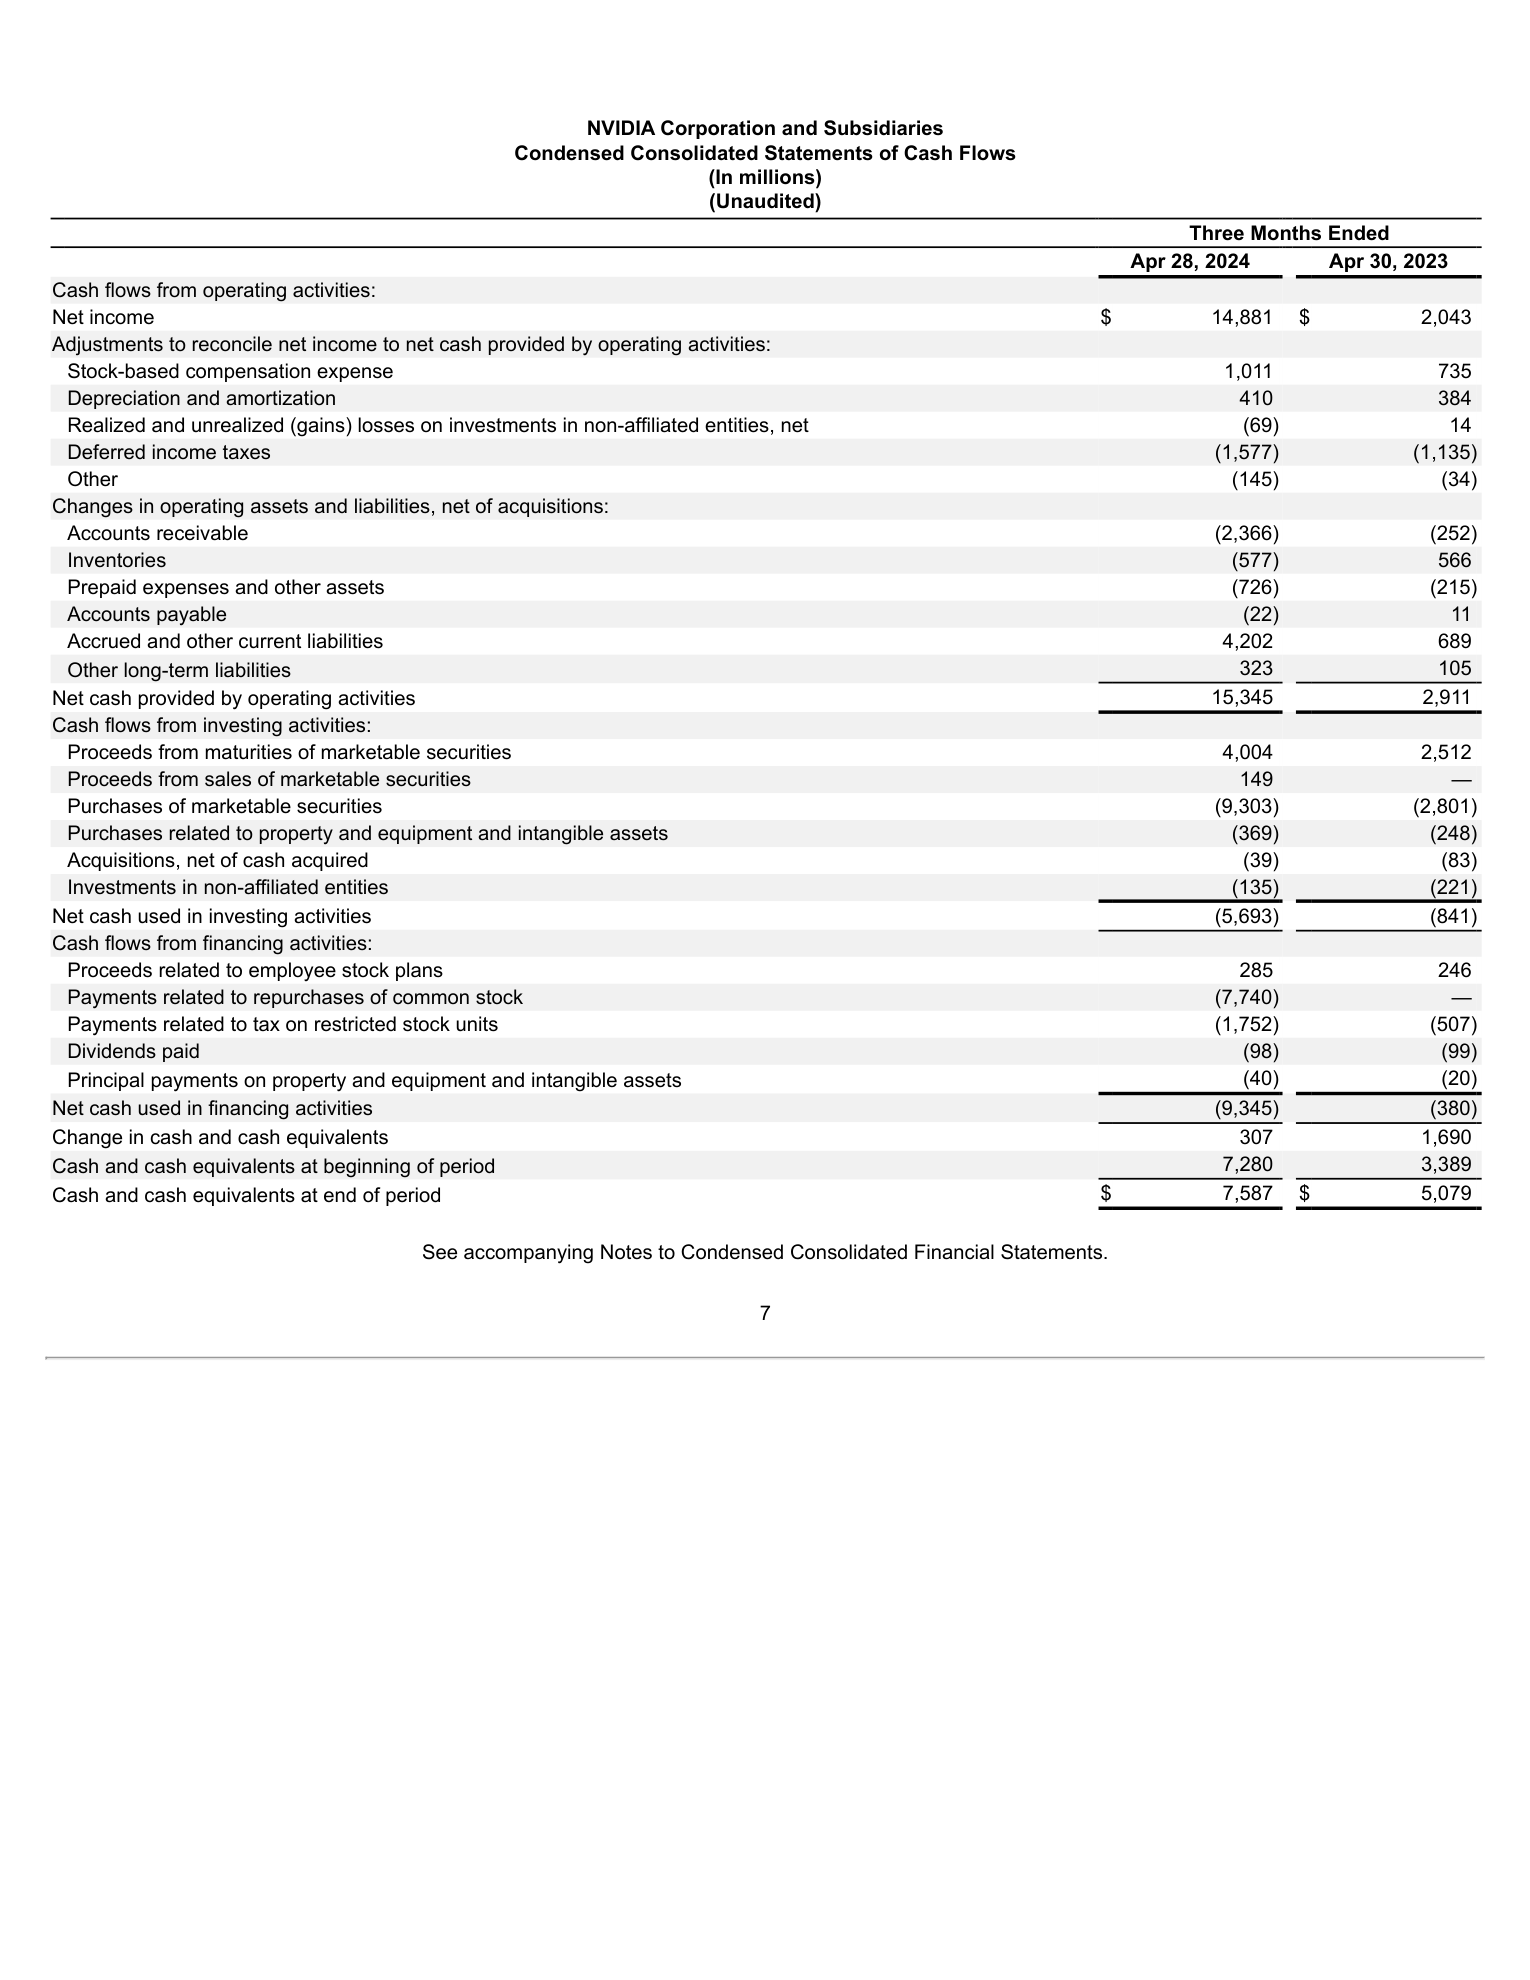 NVIDIA Corporation and Subsidiaries
Condensed Consolidated Statements of Cash Flows
(In millions)
(Unaudited)
Three Months Ended
Apr 28, 2024 Apr 30, 2023
Cash flows from operating activities:
Net income $ 14,881 $ 2,043
Adjustments to reconcile net income to net cash provided by operating activities:
Stock-based compensation expense 1,011 735
Depreciation and amortization 410 384
Realized and unrealized (gains) losses on investments in non-affiliated entities, net (69) 14
Deferred income taxes (1,577) (1,135)
Other (145) (34)
Changes in operating assets and liabilities, net of acquisitions:
Accounts receivable (2,366) (252)
Inventories (577) 566
Prepaid expenses and other assets (726) (215)
Accounts payable (22) 11
Accrued and other current liabilities 4,202 689
Other long-term liabilities 323 105
Net cash provided by operating activities 15,345 2,911
Cash flows from investing activities:
Proceeds from maturities of marketable securities 4,004 2,512
Proceeds from sales of marketable securities 149 —
Purchases of marketable securities (9,303) (2,801)
Purchases related to property and equipment and intangible assets (369) (248)
Acquisitions, net of cash acquired (39) (83)
Investments in non-affiliated entities (135) (221)
Net cash used in investing activities (5,693) (841)
Cash flows from financing activities:
Proceeds related to employee stock plans 285 246
Payments related to repurchases of common stock (7,740) —
Payments related to tax on restricted stock units (1,752) (507)
Dividends paid (98) (99)
Principal payments on property and equipment and intangible assets (40) (20)
Net cash used in financing activities (9,345) (380)
Change in cash and cash equivalents 307 1,690
Cash and cash equivalents at beginning of period 7,280 3,389
Cash and cash equivalents at end of period $ 7,587 $ 5,079
See accompanying Notes to Condensed Consolidated Financial Statements.
7